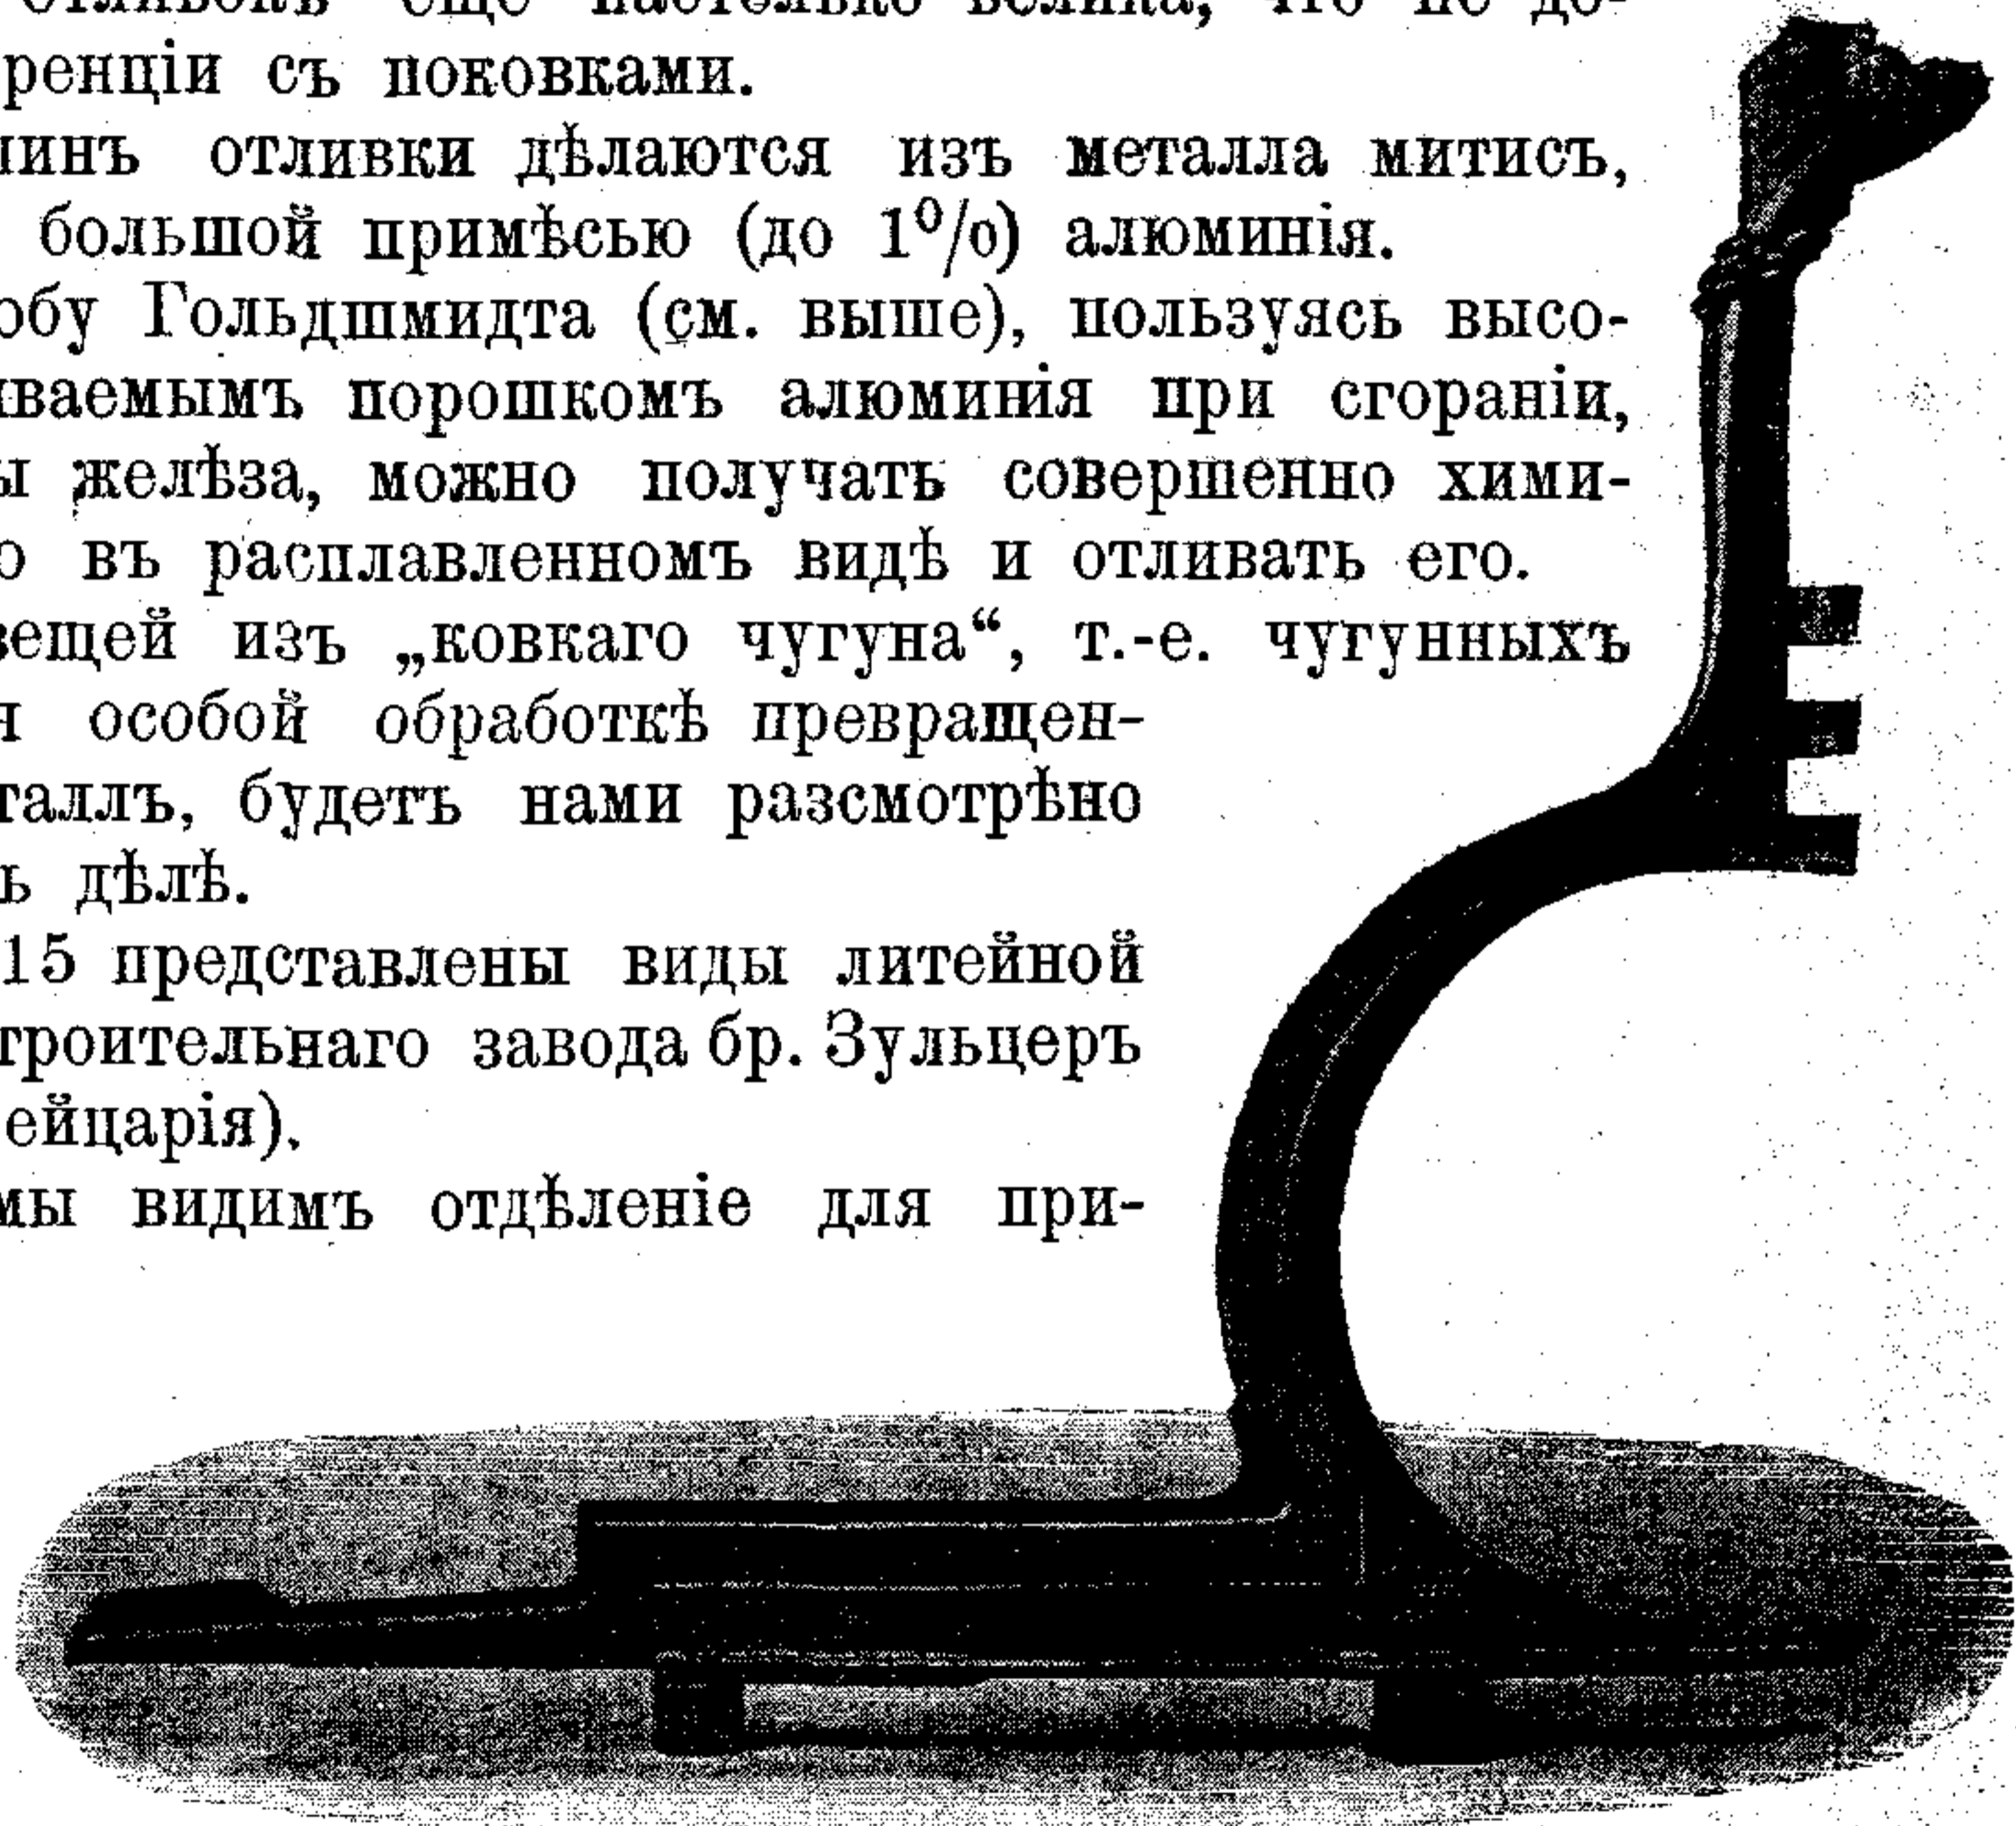 отливокъ еще настолько велика, что не до-
ренціи съ поковками.
отливки дѣлаются изъ металла митисъ,
большой примѣсью (до 1%) алюминія.
обу Гольдшмидта (см. выше), пользуясь высо-
ваемымъ порошкомъ алюминія при сгораніи,
ы желѣза, можно получать совершенно хими-
о въ расплавленномъ видѣ и отливать его.
вещей изъ „ковкаго чугуна“, т.-е. чугунныхъ
я особой обработкѣ превращен-
таллъ, будетъ нами разсмотрѣно
ъ дѣлѣ.
15 представлены виды литейной
троительнаго завода бр. Зульцеръ
ейцарія).
мы видимъ отдѣленіе для при-